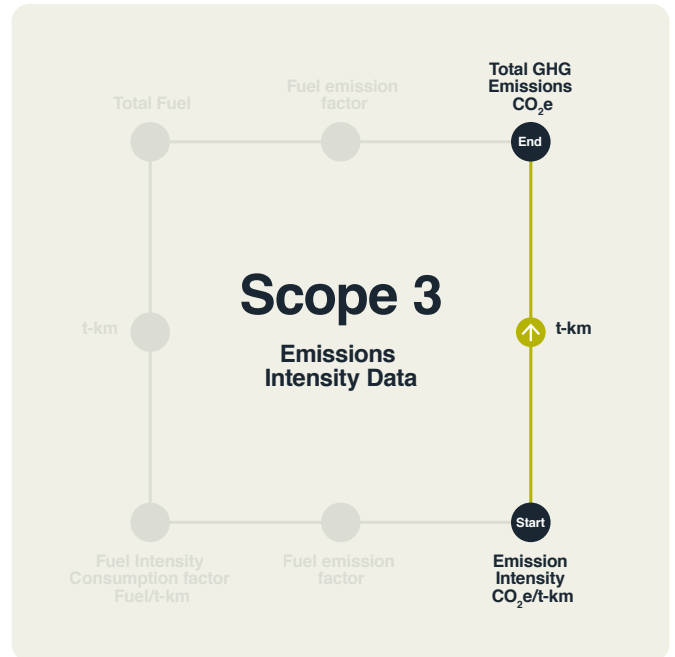 Total GHG
Emissions
CO₂e
Fuel emission
factor
Total Fuel
End
Scope 3
Emissions
Intensity Data
t-km
t-km
Start
Fuel Intensity
Consumption factor
Fuel/t-km
Fuel emission
factor
Emission
Intensity
CO₂e/t-km